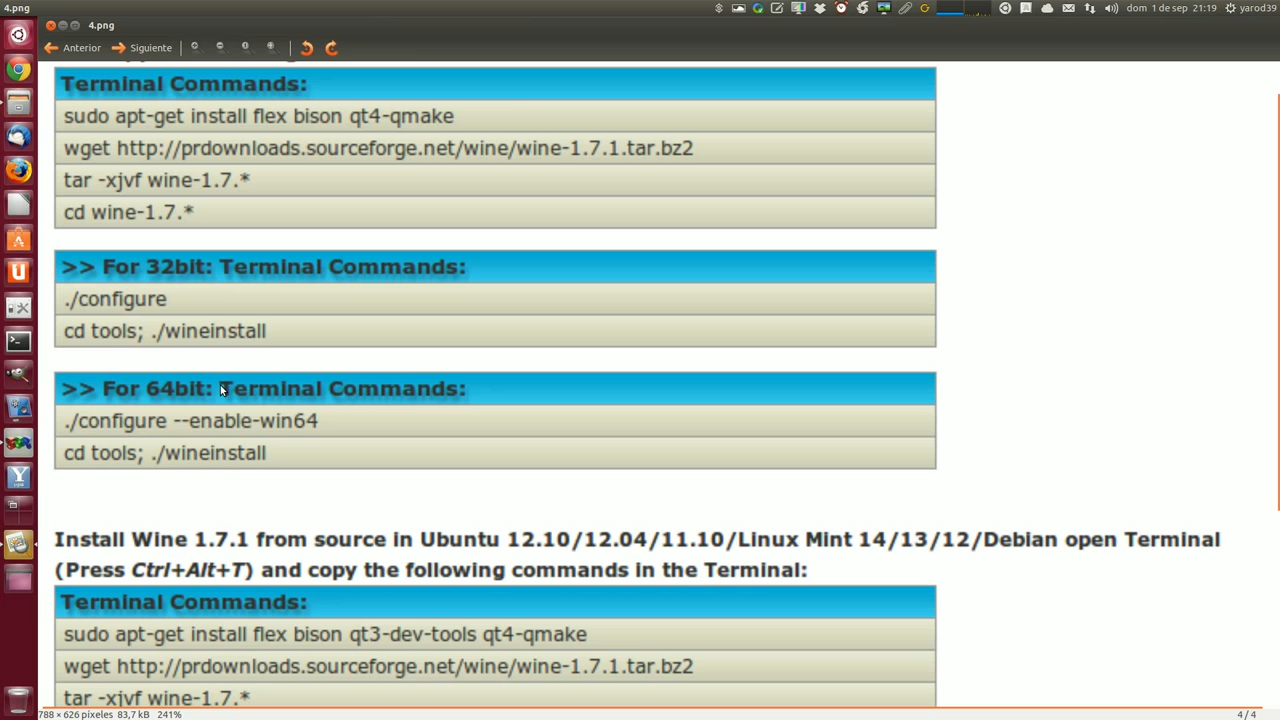 4.png
dom 1 de sep 21:19 yarod39
4.png
Anterior Siguiente
Terminal Commands:
sudo apt-get install flex bison qt4-qmake
wget http://prdownloads.sourceforge.net/wine/wine-1.7.1.tar.bz2
tar -xjvf wine-1.7.*
cd wine-1.7.*
>> For 32bit: Terminal Commands:
./configure
cd tools; ./wineinstall
>> For 64bit: Terminal Commands:
./configure --enable-win64
cd tools; ./wineinstall
Install Wine 1.7.1 from source in Ubuntu 12.10/12.04/11.10/Linux Mint 14/13/12/Debian open Terminal
(Press Ctrl+Alt+T) and copy the following commands in the Terminal:
Terminal Commands:
sudo apt-get install flex bison qt3-dev-tools qt4-qmake
wget http://prdownloads.sourceforge.net/wine/wine-1.7.1.tar.bz2
tar -xjvf wine-1.7.*
788 × 626 píxeles 83,7 kB 241% 4 / 4